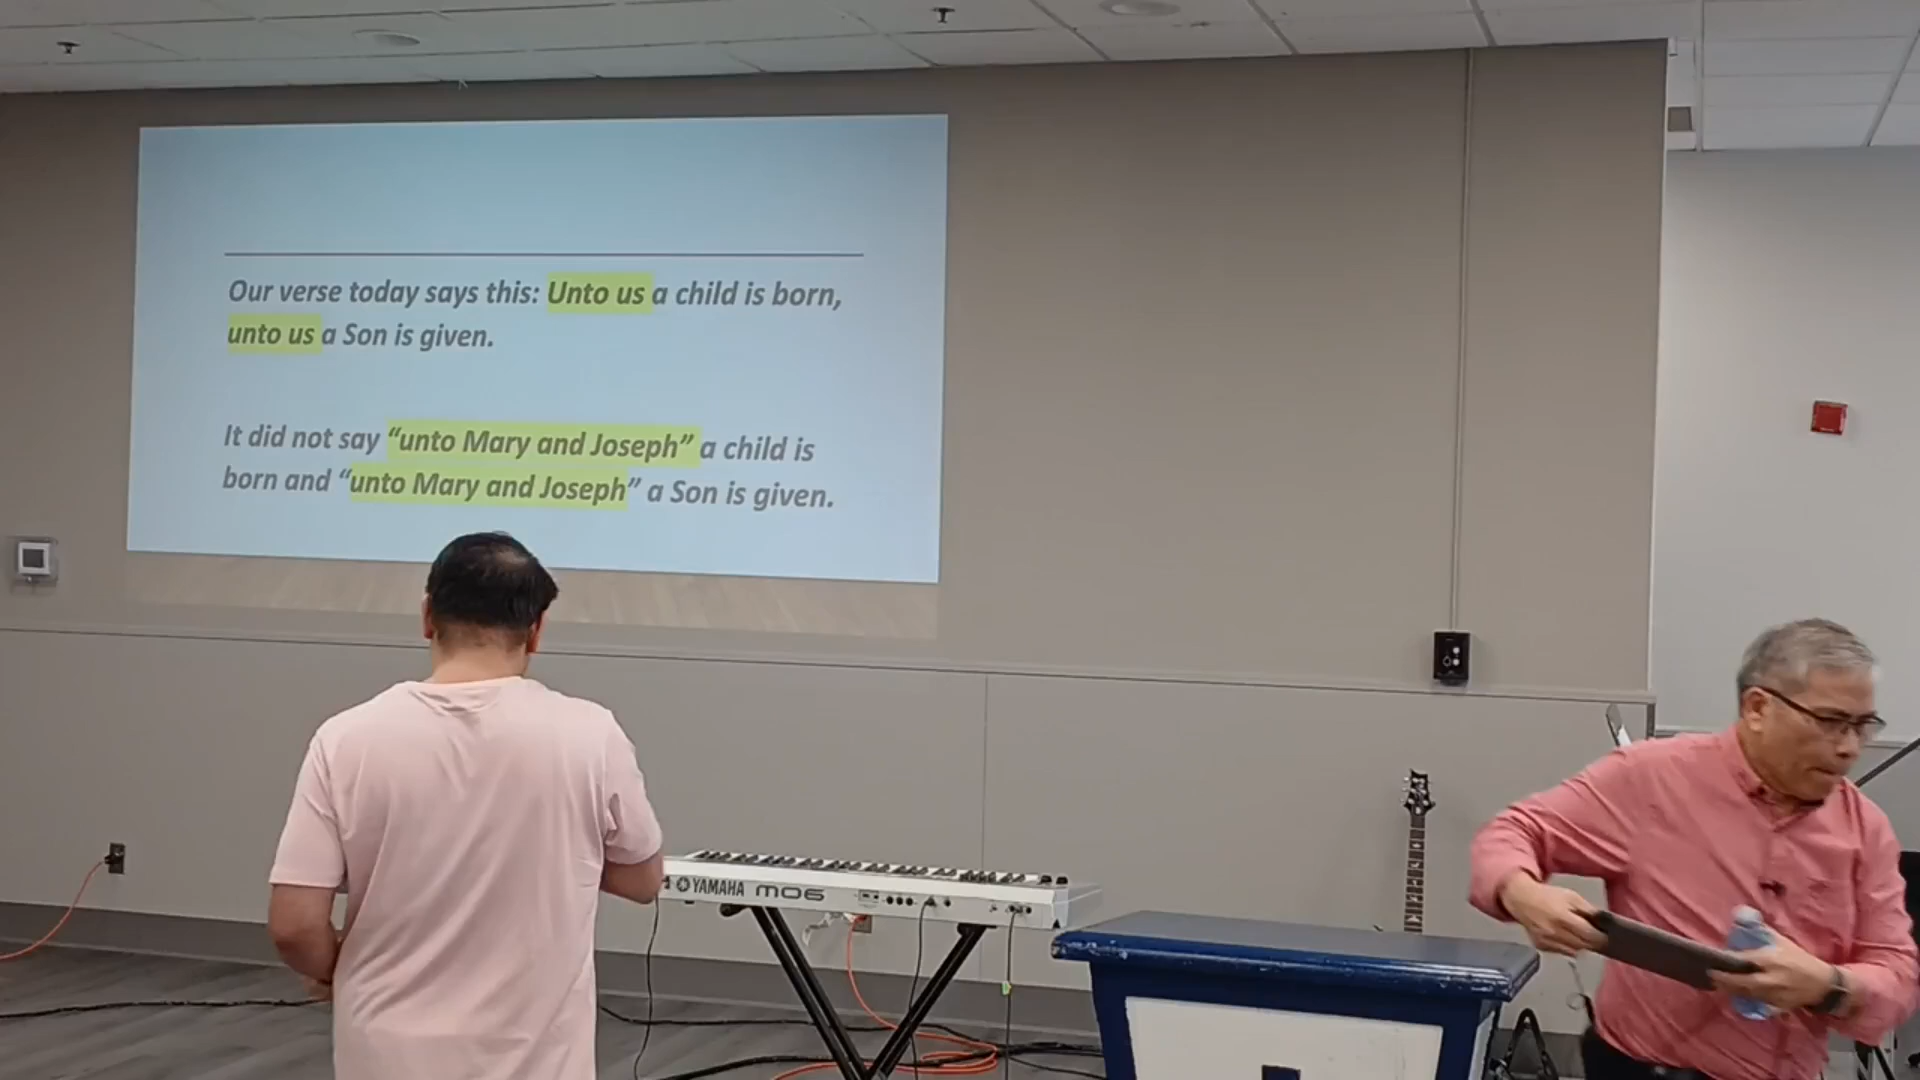 Our verse today says this: Unto us a child is born,
unto us a Son is given.
It did not say “unto Mary and Joseph” a child is
born and “unto Mary and Joseph” a Son is given.
YAMAHA MO6